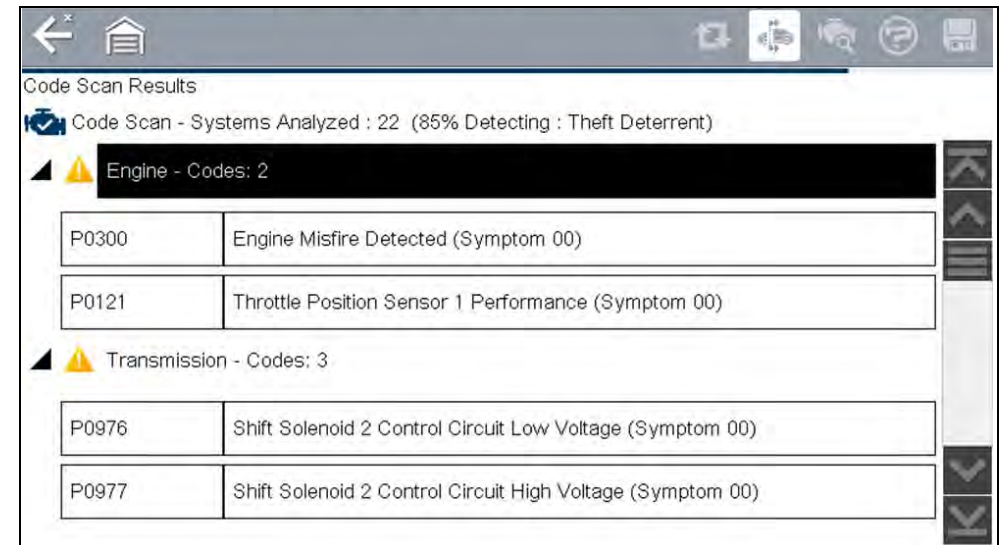 Code Scan Results
Code Scan - Systems Analyzed : 22 (85% Detecting : Theft Deterrent)
Engine - Codes: 2
P0300 Engine Misfire Detected (Symptom 00)
P0121 Throttle Position Sensor 1 Performance (Symptom 00)
Transmission - Codes: 3
P0976 Shift Solenoid 2 Control Circuit Low Voltage (Symptom 00)
P0977 Shift Solenoid 2 Control Circuit High Voltage (Symptom 00)